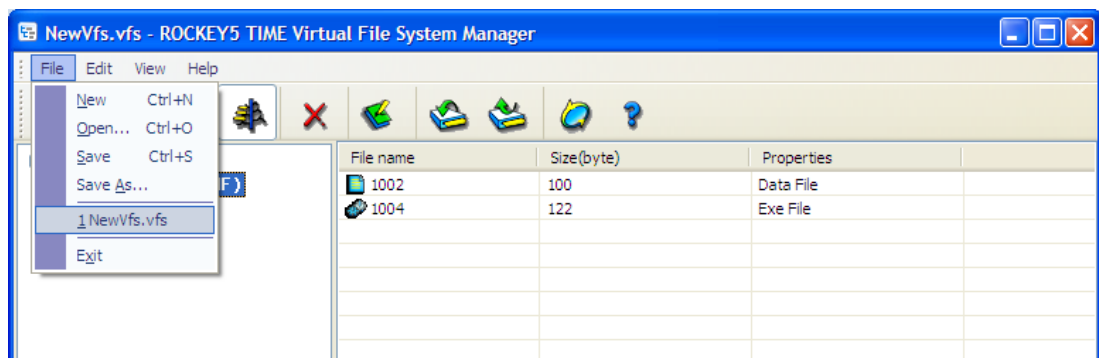 NewVfs.vfs - ROCKEY5 TIME Virtual File System Manager
File Edit View Help
New Ctrl+N
Open... Ctrl+O
Save Ctrl+S
Save As...
1 NewVfs.vfs
Exit
F)
File name Size(byte) Properties
1002 100 Data File
1004 122 Exe File